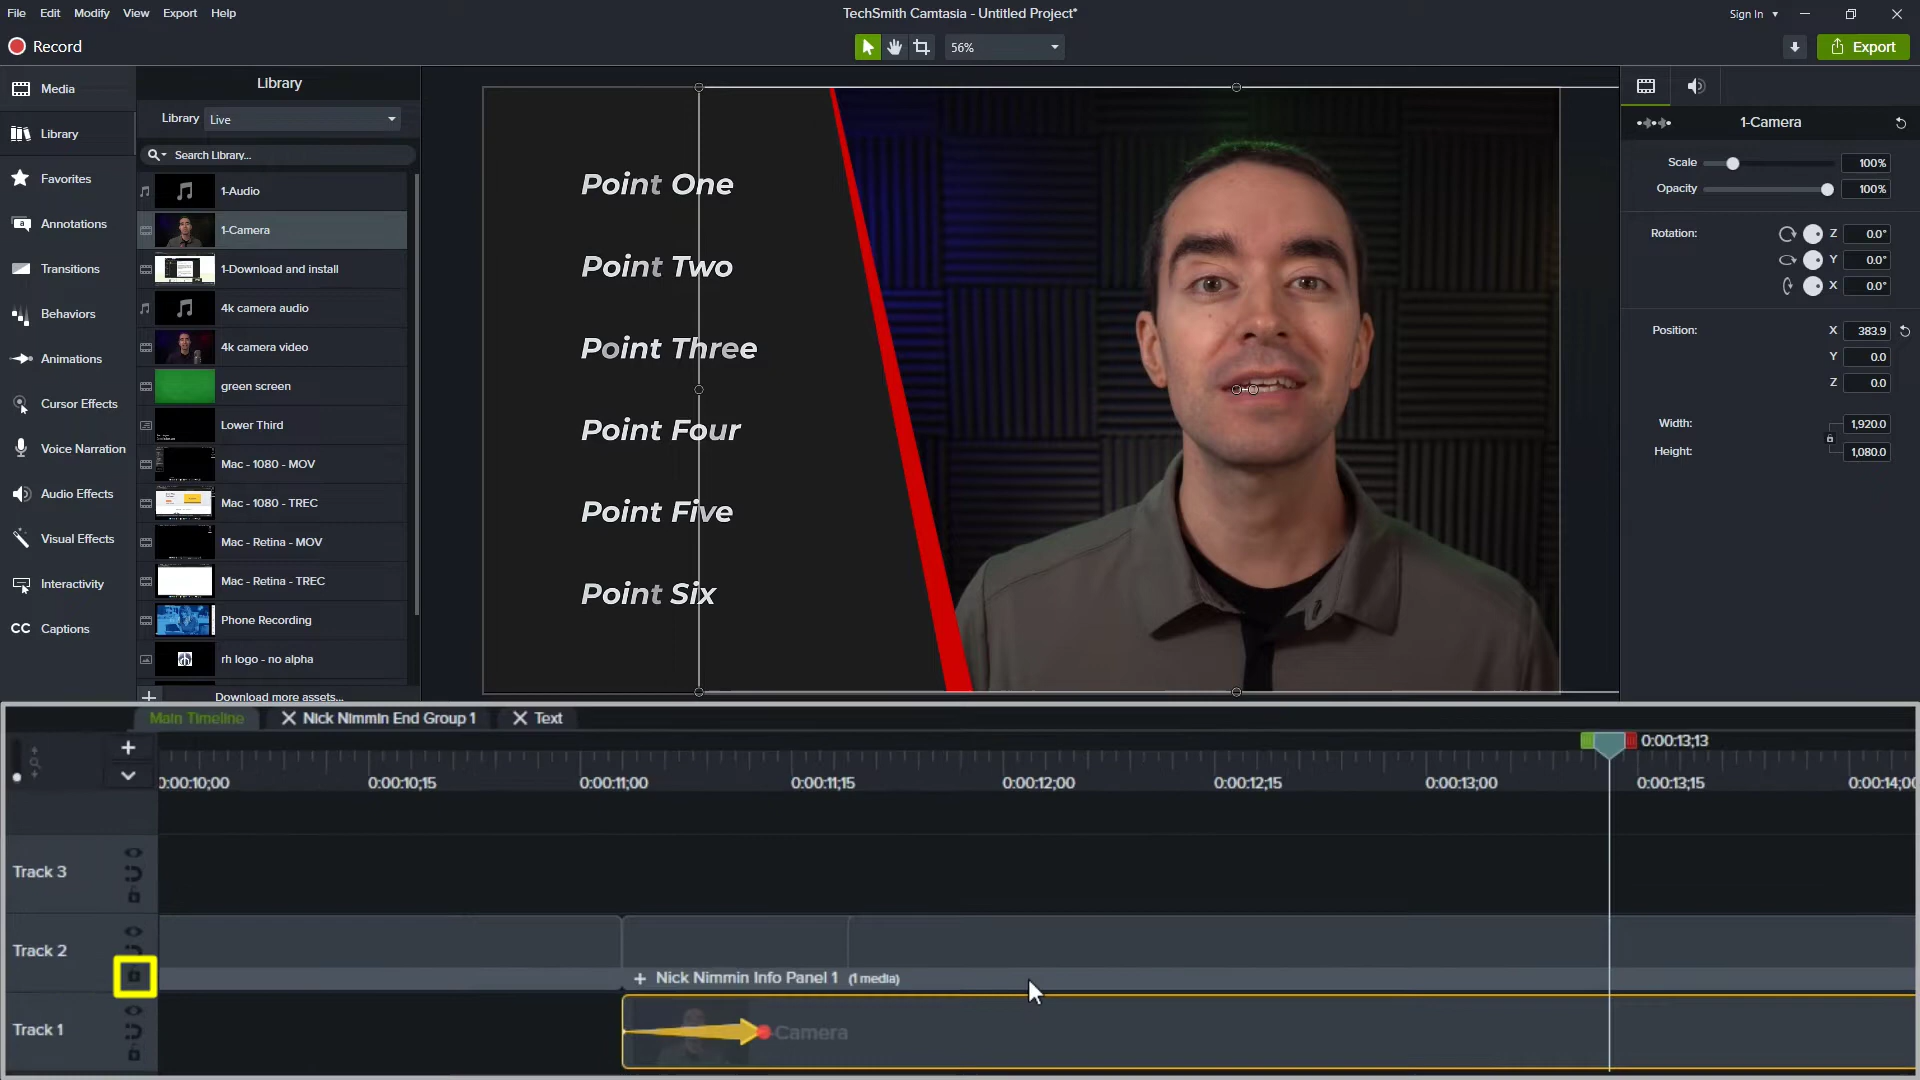 File Edit Modify View Export Help
TechSmith Camtasia - Untitled Project*
Sign In
Record
56%
Export
Media
Library
Favorites
Annotations
Transitions
Behaviors
Animations
Cursor Effects
Voice Narration
Audio Effects
Visual Effects
Interactivity
CC Captions
Library
Library Live
Search Library...
1-Audio
1-Camera
1-Download and install
4k camera audio
4k camera video
green screen
Lower Third
Mac - 1080 - MOV
Mac - 1080 - TREC
Mac - Retina - MOV
Mac - Retina - TREC
Phone Recording
rh logo - no alpha
Download more assets...
Point One
Point Two
Point Three
Point Four
Point Five
Point Six
1-Camera
Scale 100%
Opacity 100%
Rotation: Z 0.0°
Y 0.0°
X 0.0°
Position: X 383.9
Y 0.0
Z 0.0
Width: 1,920.0
Height: 1,080.0
Main Timeline Nick Nimmin End Group 1 Text
0:00:13;13
0:00:10;00 0:00:10;15 0:00:11;00 0:00:11;15 0:00:12;00 0:00:12;15 0:00:13;00 0:00:13;15 0:00:14;00
Track 3
Track 2
Nick Nimmin Info Panel 1 (1 media)
Track 1
Camera